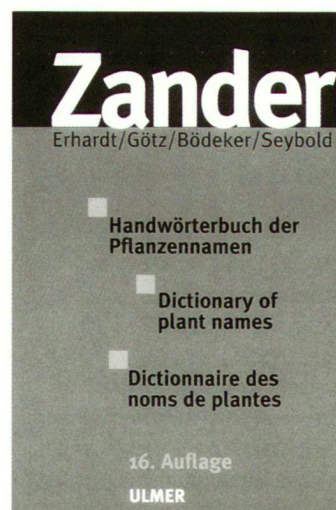 Zander
Erhardt/Götz/Bödeker/Seybold
Handwörterbuch der
Pflanzennamen
Dictionary of
plant names
Dictionnaire des
noms de plantes
16. Auflage
ULMER